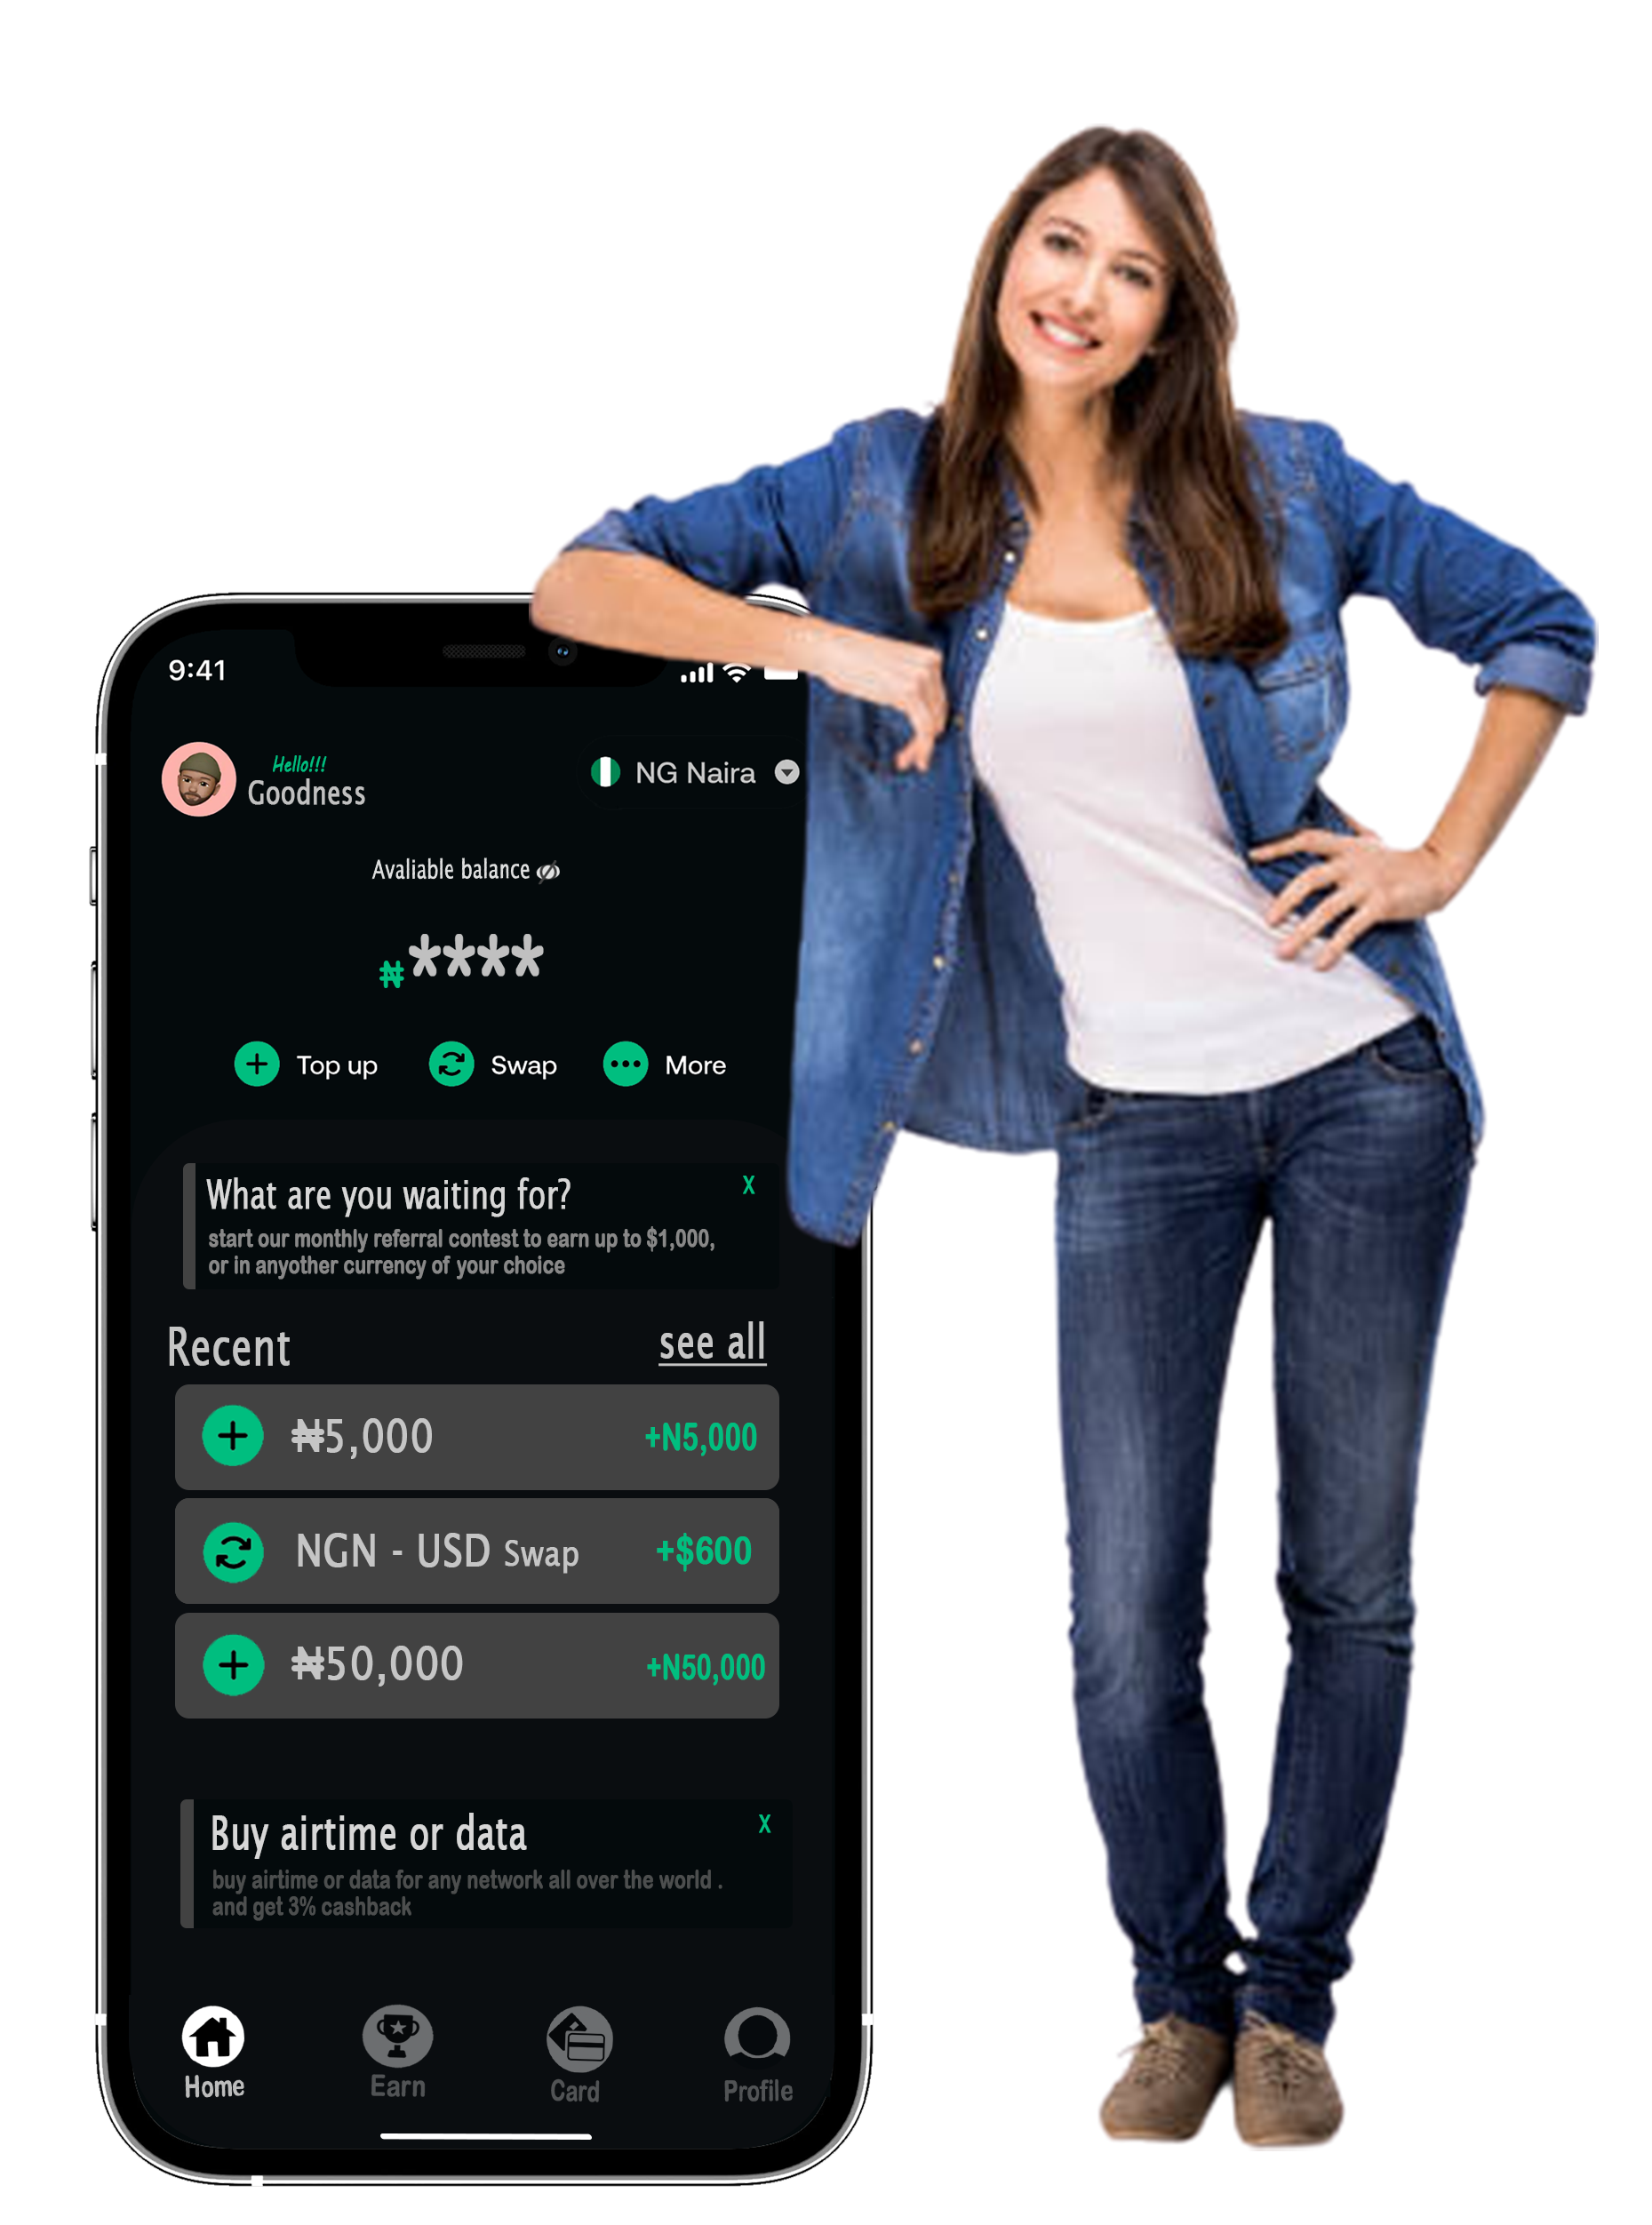 9:41
Hello!!!
Goodness
NG Naira
Avaliable balance
₦****
Top up
Swap
More
What are you waiting for?
X
start our monthly referral contest to earn up to $1,000,
or in anyother currency of your choice
Recent
see all
₦5,000
+N5,000
NGN - USD Swap
+$600
₦50,000
+N50,000
Buy airtime or data
X
buy airtime or data for any network all over the world .
and get 3% cashback
Home
Earn
Card
Profile